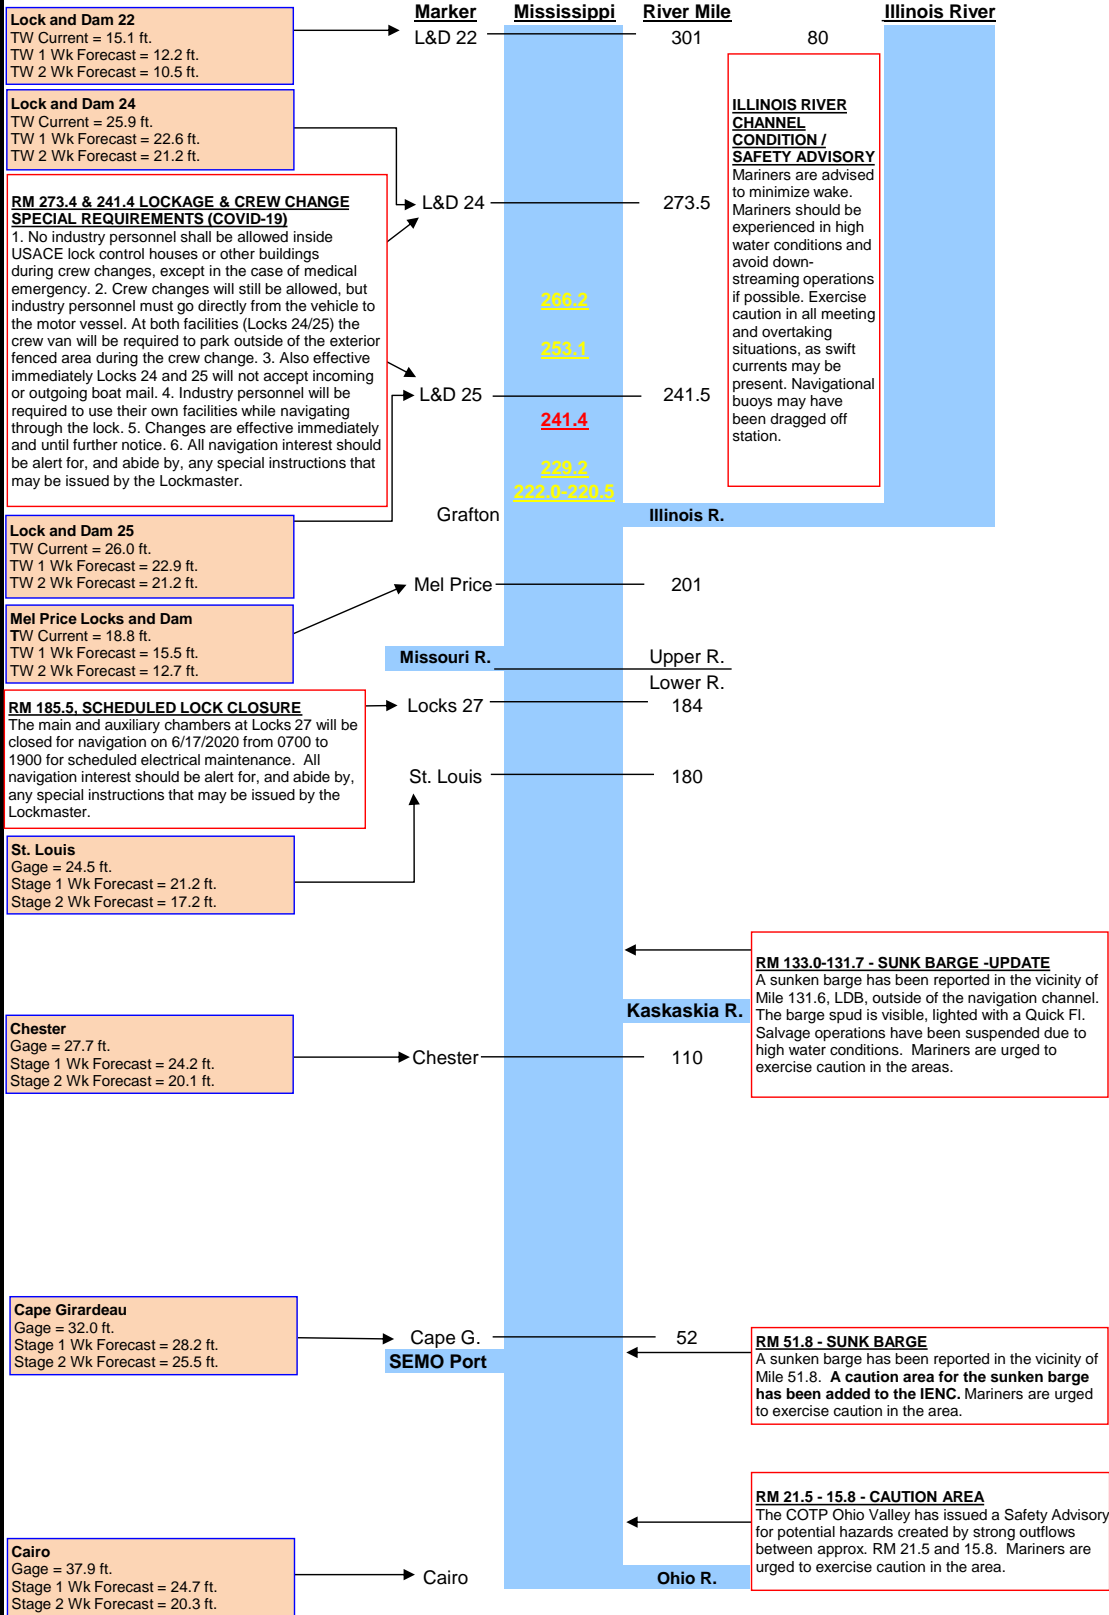 Marker
Mississippi
River Mile
Illinois River
Lock and Dam 22
TW Current = 15.1 ft.
TW 1 Wk Forecast = 12.2 ft.
TW 2 Wk Forecast = 10.5 ft.
L&D 22
301
80
Lock and Dam 24
TW Current = 25.9 ft.
TW 1 Wk Forecast = 22.6 ft.
TW 2 Wk Forecast = 21.2 ft.
ILLINOIS RIVER
CHANNEL
CONDITION /
SAFETY ADVISORY
Mariners are advised
to minimize wake.
Mariners should be
experienced in high
water conditions and
avoid down-
streaming operations
if possible. Exercise
caution in all meeting
and overtaking
situations, as swift
currents may be
present. Navigational
buoys may have
been dragged off
station.
L&D 24
273.5
RM 273.4 & 241.4 LOCKAGE & CREW CHANGE
SPECIAL REQUIREMENTS (COVID-19)
1. No industry personnel shall be allowed inside
USACE lock control houses or other buildings
during crew changes, except in the case of medical
emergency. 2. Crew changes will still be allowed, but
industry personnel must go directly from the vehicle to
the motor vessel. At both facilities (Locks 24/25) the
crew van will be required to park outside of the exterior
fenced area during the crew change. 3. Also effective
immediately Locks 24 and 25 will not accept incoming
or outgoing boat mail. 4. Industry personnel will be
required to use their own facilities while navigating
through the lock. 5. Changes are effective immediately
and until further notice. 6. All navigation interest should
be alert for, and abide by, any special instructions that
may be issued by the Lockmaster.
266.2
253.1
L&D 25
241.5
241.4
229.2
222.0-220.5
Grafton
Illinois R.
Lock and Dam 25
TW Current = 26.0 ft.
TW 1 Wk Forecast = 22.9 ft.
TW 2 Wk Forecast = 21.2 ft.
Mel Price
201
Mel Price Locks and Dam
TW Current = 18.8 ft.
TW 1 Wk Forecast = 15.5 ft.
TW 2 Wk Forecast = 12.7 ft.
Missouri R.
Upper R.
Lower R.
Locks 27
184
RM 185.5, SCHEDULED LOCK CLOSURE
The main and auxiliary chambers at Locks 27 will be
closed for navigation on 6/17/2020 from 0700 to
1900 for scheduled electrical maintenance. All
navigation interest should be alert for, and abide by,
any special instructions that may be issued by the
Lockmaster.
St. Louis
180
St. Louis
Gage = 24.5 ft.
Stage 1 Wk Forecast = 21.2 ft.
Stage 2 Wk Forecast = 17.2 ft.
RM 133.0-131.7 - SUNK BARGE -UPDATE
A sunken barge has been reported in the vicinity of
Mile 131.6, LDB, outside of the navigation channel.
The barge spud is visible, lighted with a Quick Fl.
Salvage operations have been suspended due to
high water conditions. Mariners are urged to
exercise caution in the areas.
Kaskaskia R.
Chester
Gage = 27.7 ft.
Stage 1 Wk Forecast = 24.2 ft.
Stage 2 Wk Forecast = 20.1 ft.
Chester
110
Cape Girardeau
Gage = 32.0 ft.
Stage 1 Wk Forecast = 28.2 ft.
Stage 2 Wk Forecast = 25.5 ft.
Cape G.
52
SEMO Port
RM 51.8 - SUNK BARGE
A sunken barge has been reported in the vicinity of
Mile 51.8. A caution area for the sunken barge
has been added to the IENC. Mariners are urged
to exercise caution in the area.
RM 21.5 - 15.8 - CAUTION AREA
The COTP Ohio Valley has issued a Safety Advisory
for potential hazards created by strong outflows
between approx. RM 21.5 and 15.8. Mariners are
urged to exercise caution in the area.
Cairo
Gage = 37.9 ft.
Stage 1 Wk Forecast = 24.7 ft.
Stage 2 Wk Forecast = 20.3 ft.
Cairo
Ohio R.